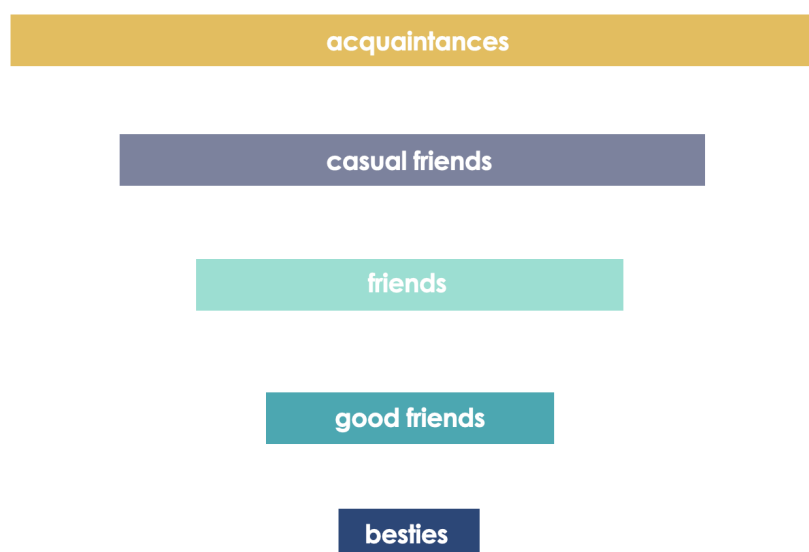 acquaintances
casual friends
friends
good friends
besties